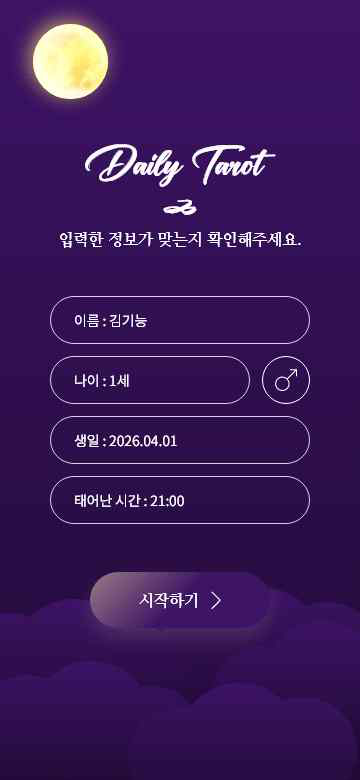 Daily Tarot
입력한 정보가 맞는지 확인해주세요.
이름 : 김기능
나이 : 1세
생일 : 2026.04.01
태어난 시간 : 21:00
시작하기